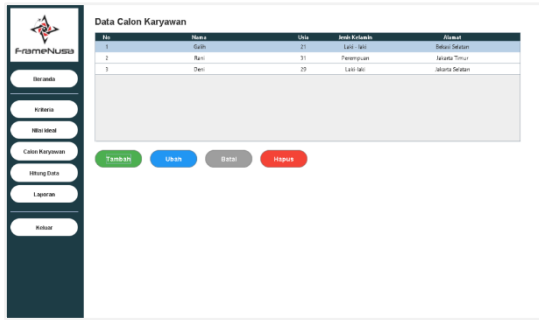 FrameNusa
Beranda
Kriteria
Nilai Ideal
Calon Karyawan
Hitung Data
Laporan
Keluar
Data Calon Karyawan
No Nama Usia Jenis Kelamin Alamat
1 Galih 21 Laki - laki Bekasi Selatan
2 Rani 31 Perempuan Jakarta Timur
3 Deni 29 Laki-laki Jakarta Selatan
Tambah Ubah Batal Hapus